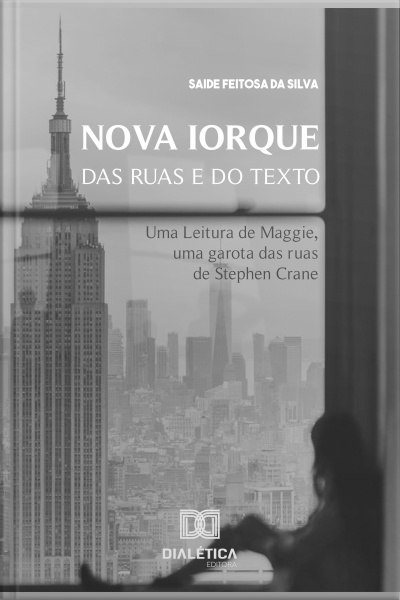 SAIDE FEITOSA DA SILVA
NOVA IORQUE
DAS RUAS E DO TEXTO
Uma Leitura de Maggie,
uma garota das ruas
de Stephen Crane
DIALÉTICA
EDITORA